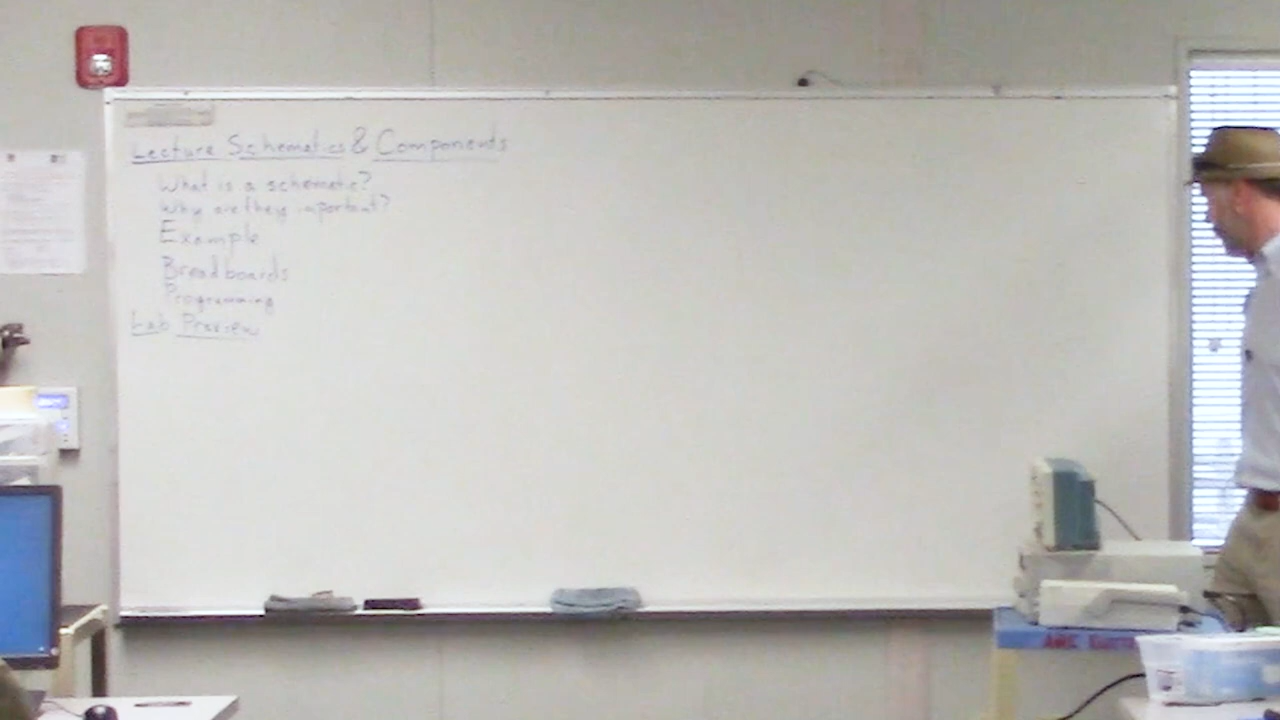 Lecture Schematics & Components
What is a schematic?
Why are they important?
Example
Breadboards
Programming
Lab Preview